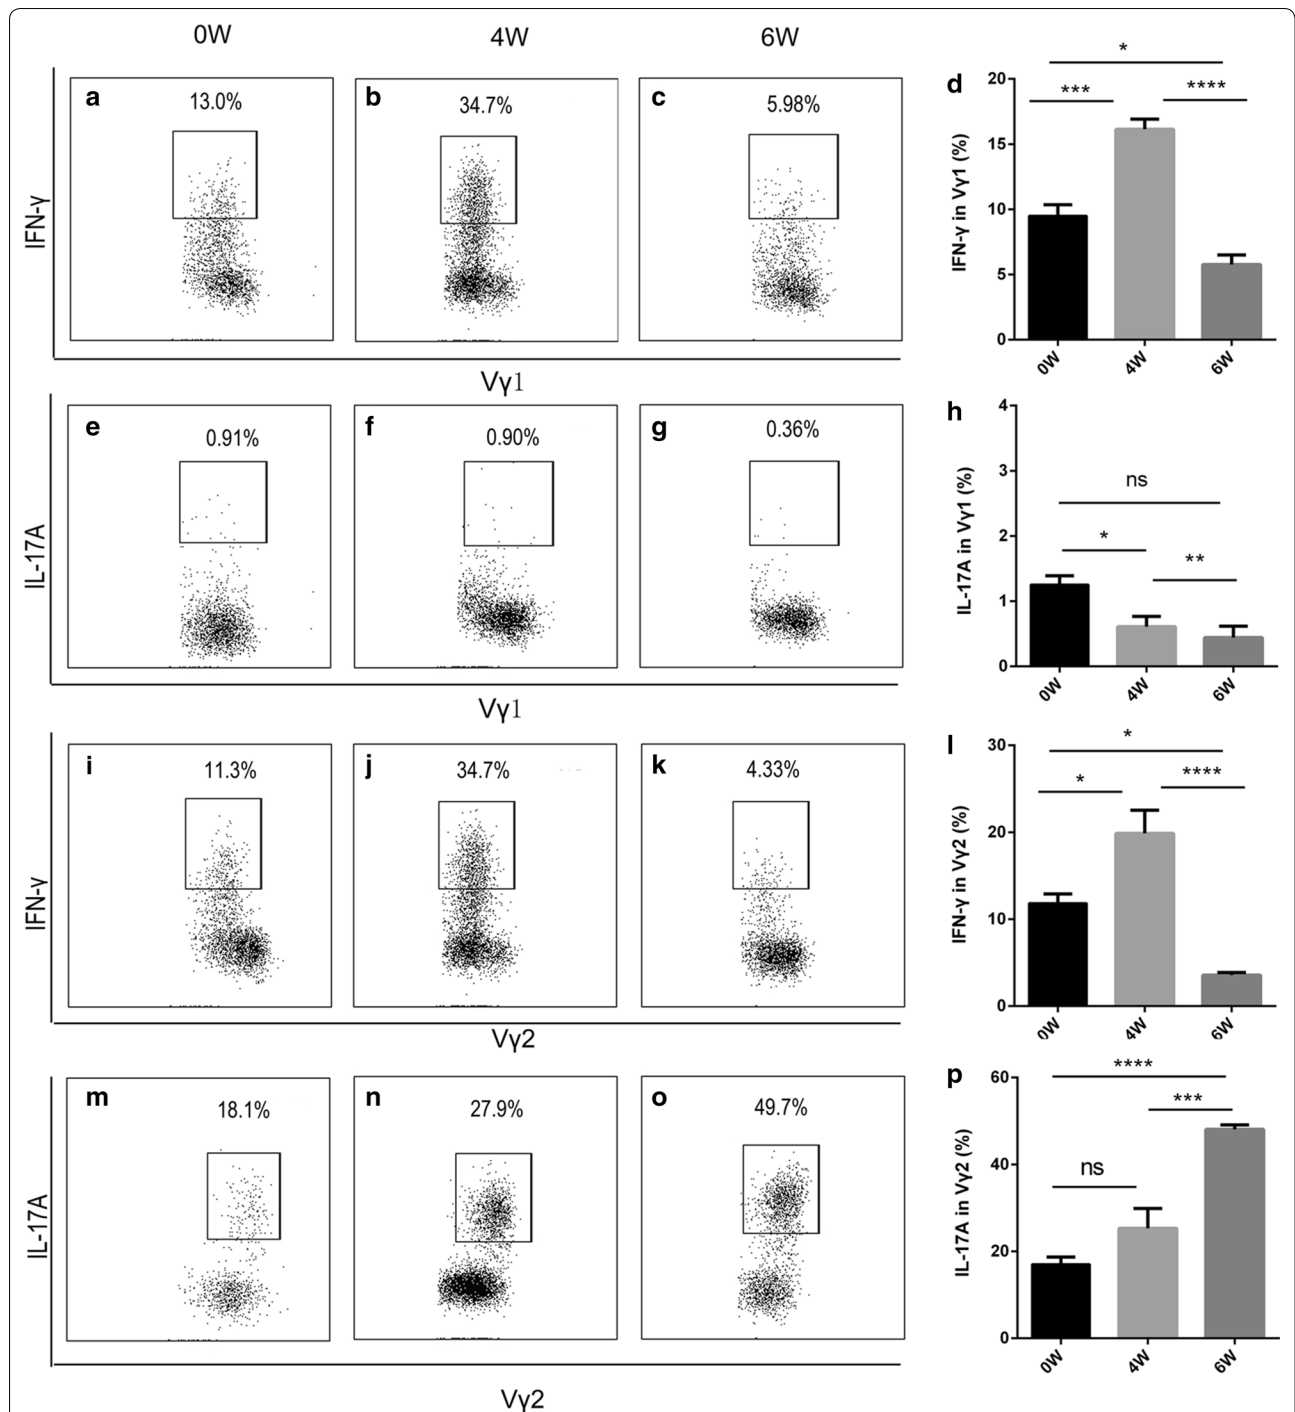 0W 4W 6W
a 13.0%
b 34.7%
c 5.98%
IFN-γ
Vγ1
d
IFN-γ in Vγ1 (%)
20
15
10
5
0
*
*** ****
0W 4W 6W
e 0.91%
f 0.90%
g 0.36%
IL-17A
Vγ1
h
IL-17A in Vγ1 (%)
4
3
2
1
0
ns
* **
0W 4W 6W
i 11.3%
j 34.7%
k 4.33%
IFN-γ
Vγ2
l
IFN-γ in Vγ2 (%)
30
20
10
0
*
* ****
0W 4W 6W
m 18.1%
n 27.9%
o 49.7%
IL-17A
Vγ2
p
IL-17A in Vγ2 (%)
60
40
20
0
****
***
ns
0W 4W 6W